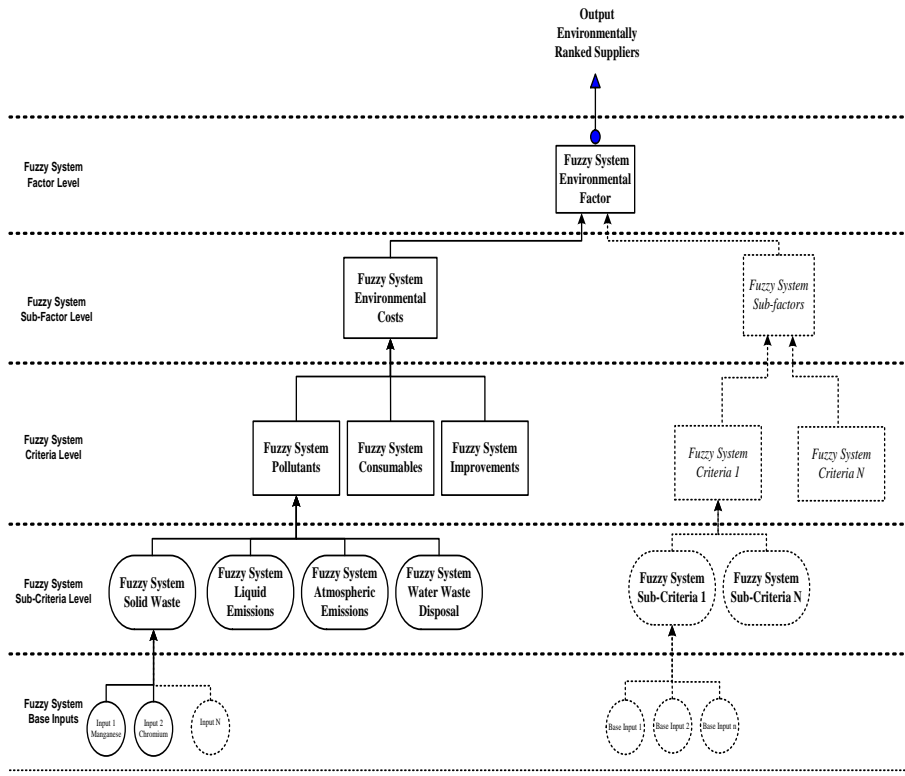 Output
Environmentally
Ranked Suppliers
Fuzzy System
Factor Level
Fuzzy System
Environmental
Factor
Fuzzy System
Sub-Factor Level
Fuzzy System
Environmental
Costs
Fuzzy System
Sub-factors
Fuzzy System
Criteria Level
Fuzzy System
Pollutants
Fuzzy System
Consumables
Fuzzy System
Improvements
Fuzzy System
Criteria 1
Fuzzy System
Criteria N
Fuzzy System
Sub-Criteria Level
Fuzzy System
Solid Waste
Fuzzy System
Liquid
Emissions
Fuzzy System
Atmospheric
Emissions
Fuzzy System
Water Waste
Disposal
Fuzzy System
Sub-Criteria 1
Fuzzy System
Sub-Criteria N
Fuzzy System
Base Inputs
Input 1
Manganese
Input 2
Chromium
Input N
Base Input 1
Base Input 2
Base Input n